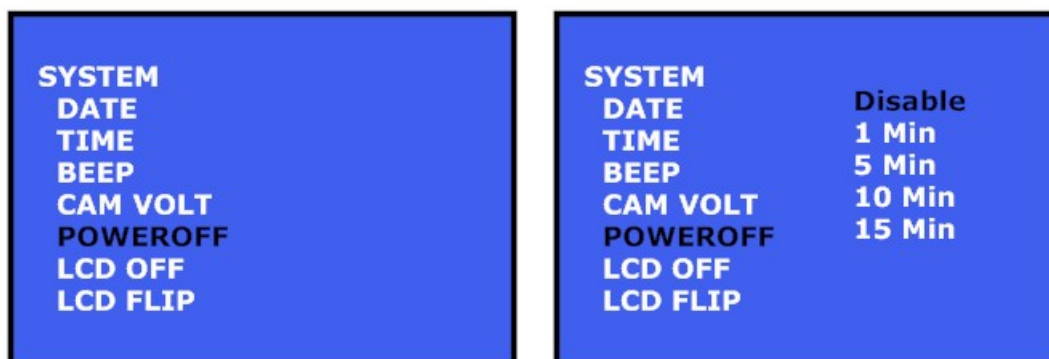 SYSTEM
DATE
TIME
BEEP
CAM VOLT
POWEROFF
LCD OFF
LCD FLIP
SYSTEM
DATE
TIME
BEEP
CAM VOLT
POWEROFF
LCD OFF
LCD FLIP
Disable
1 Min
5 Min
10 Min
15 Min